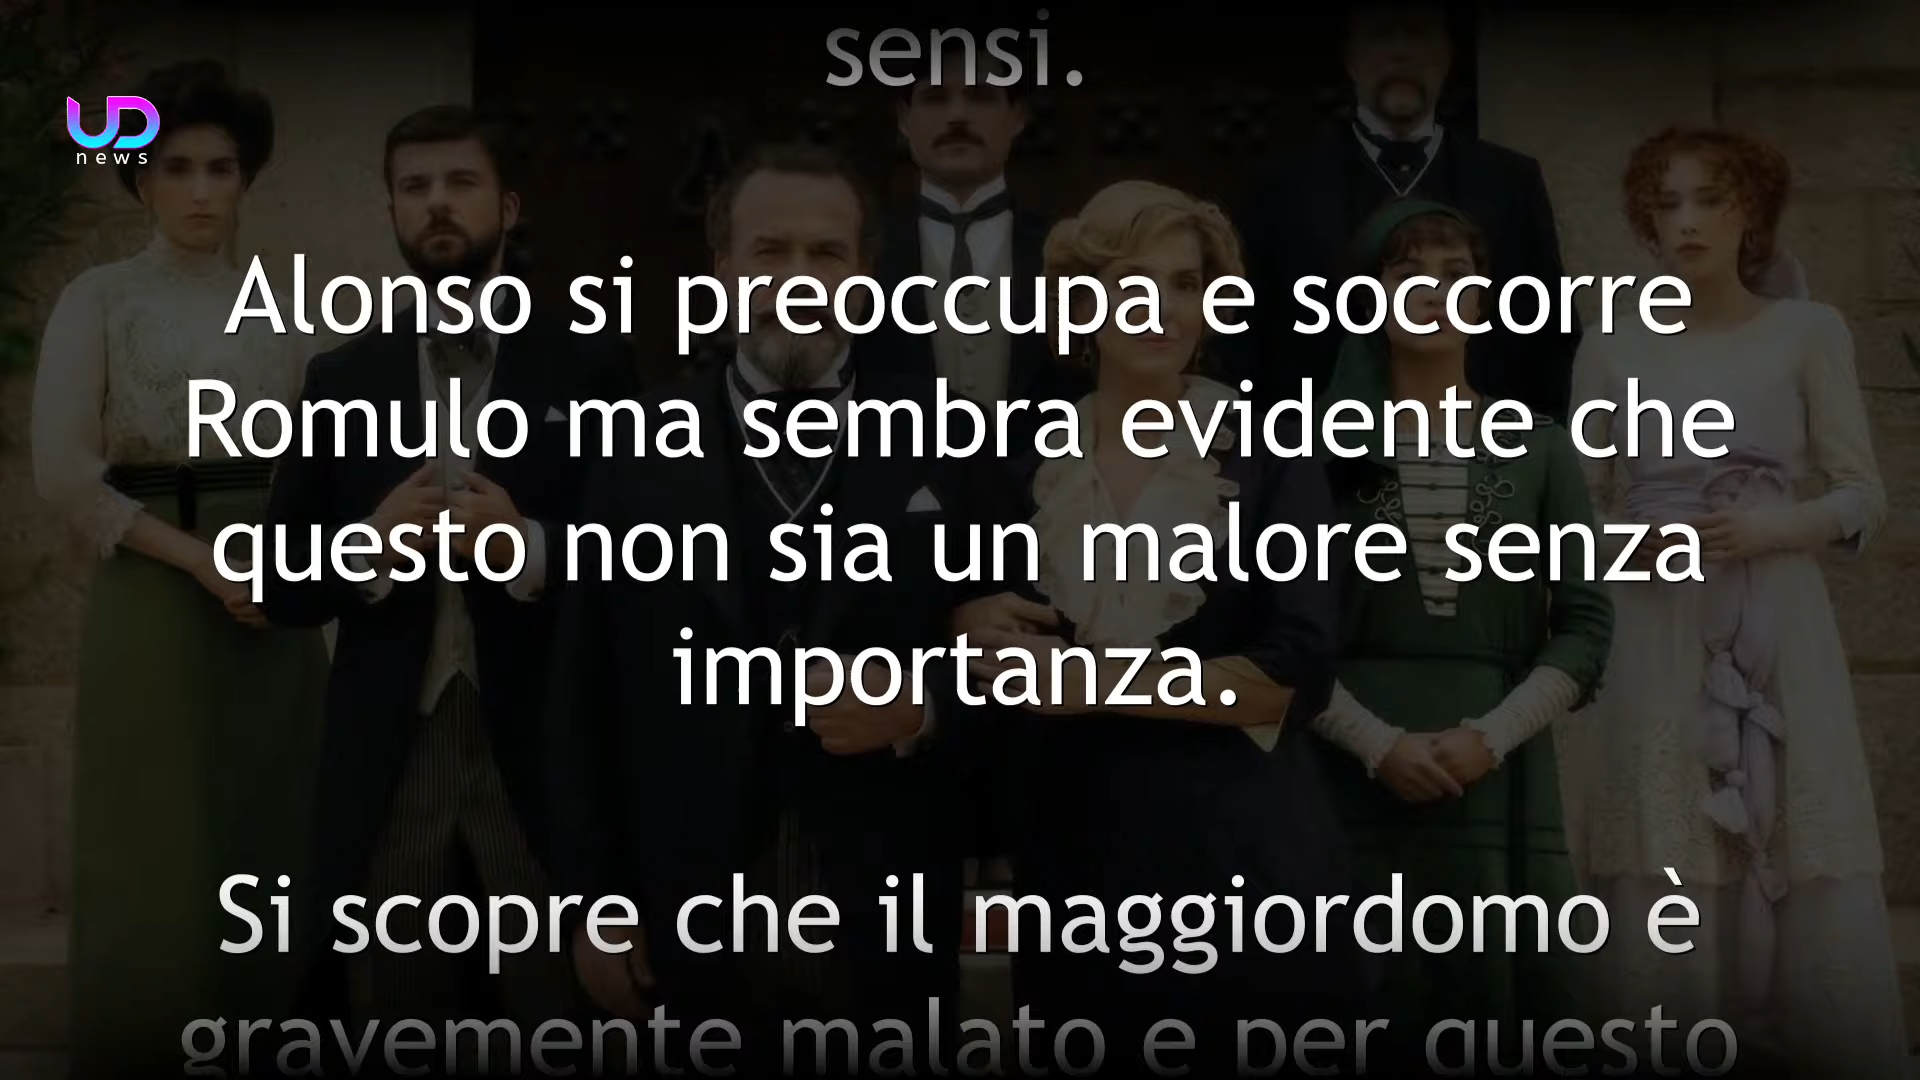 sensi.
UD
news
Alonso si preoccupa e soccorre
Romulo ma sembra evidente che
questo non sia un malore senza
importanza.
Si scopre che il maggiordomo è
gravemente malato e per questo